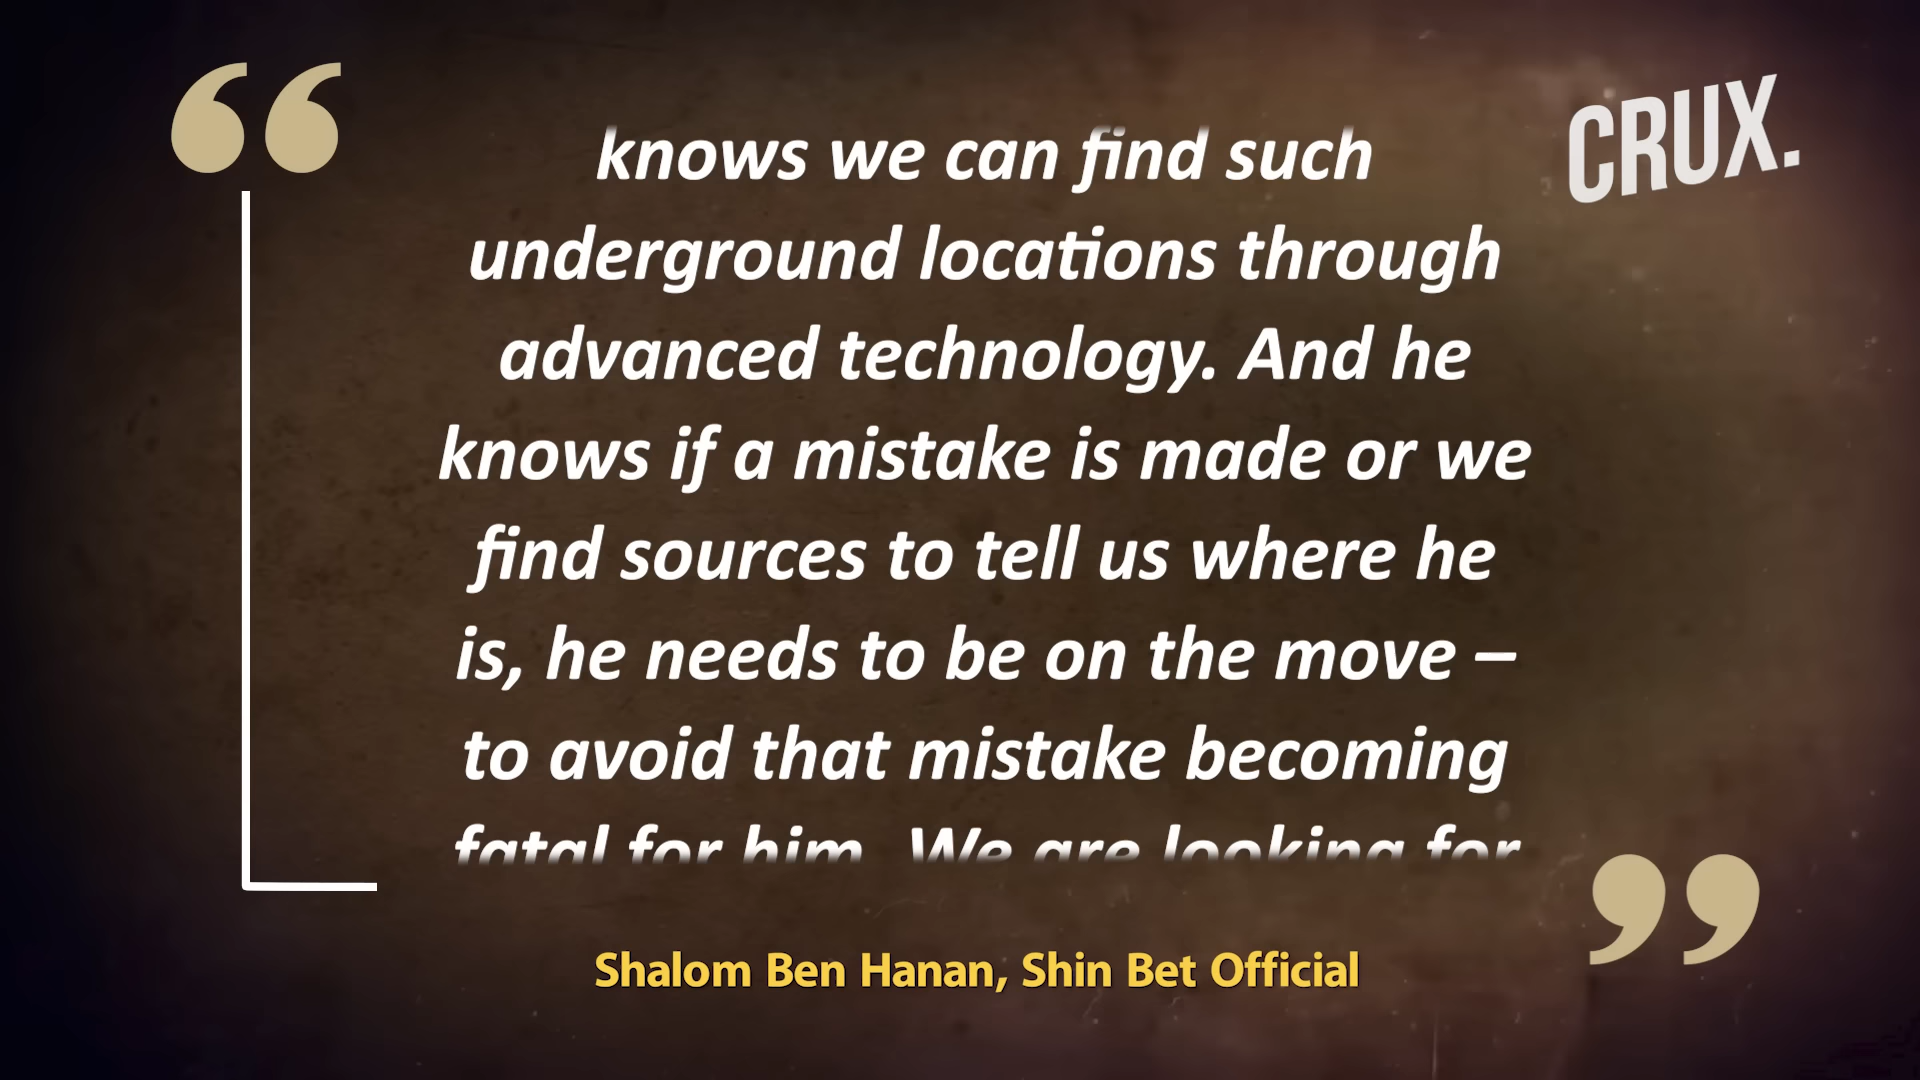 “
CRUX.
knows we can find such
underground locations through
advanced technology. And he
knows if a mistake is made or we
find sources to tell us where he
is, he needs to be on the move –
to avoid that mistake becoming
fatal for him. We are looking for
”
Shalom Ben Hanan, Shin Bet Official